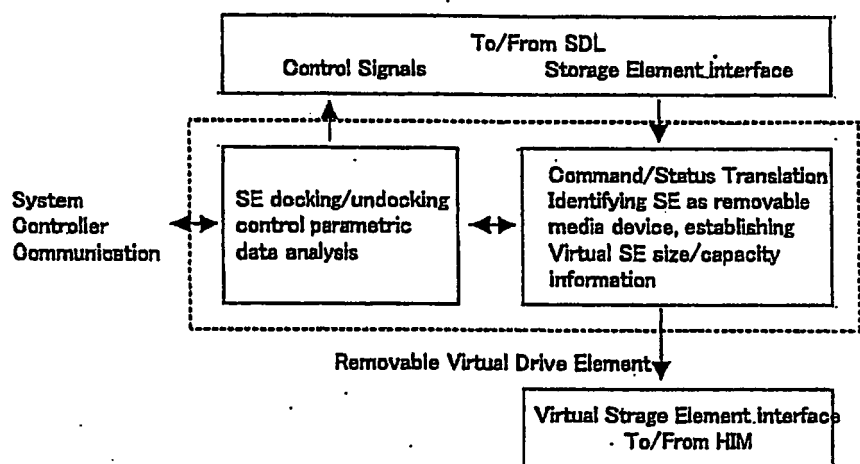 To/From SDL
Control Signals Storage Element interface
System
Controller
Communication
SE docking/undocking
control parametric
data analysis
Command/Status Translation
Identifying SE as removable
media device, establishing
Virtual SE size/capacity
information
Removable Virtual Drive Element
Virtual Strage Element interface
To/From HIM